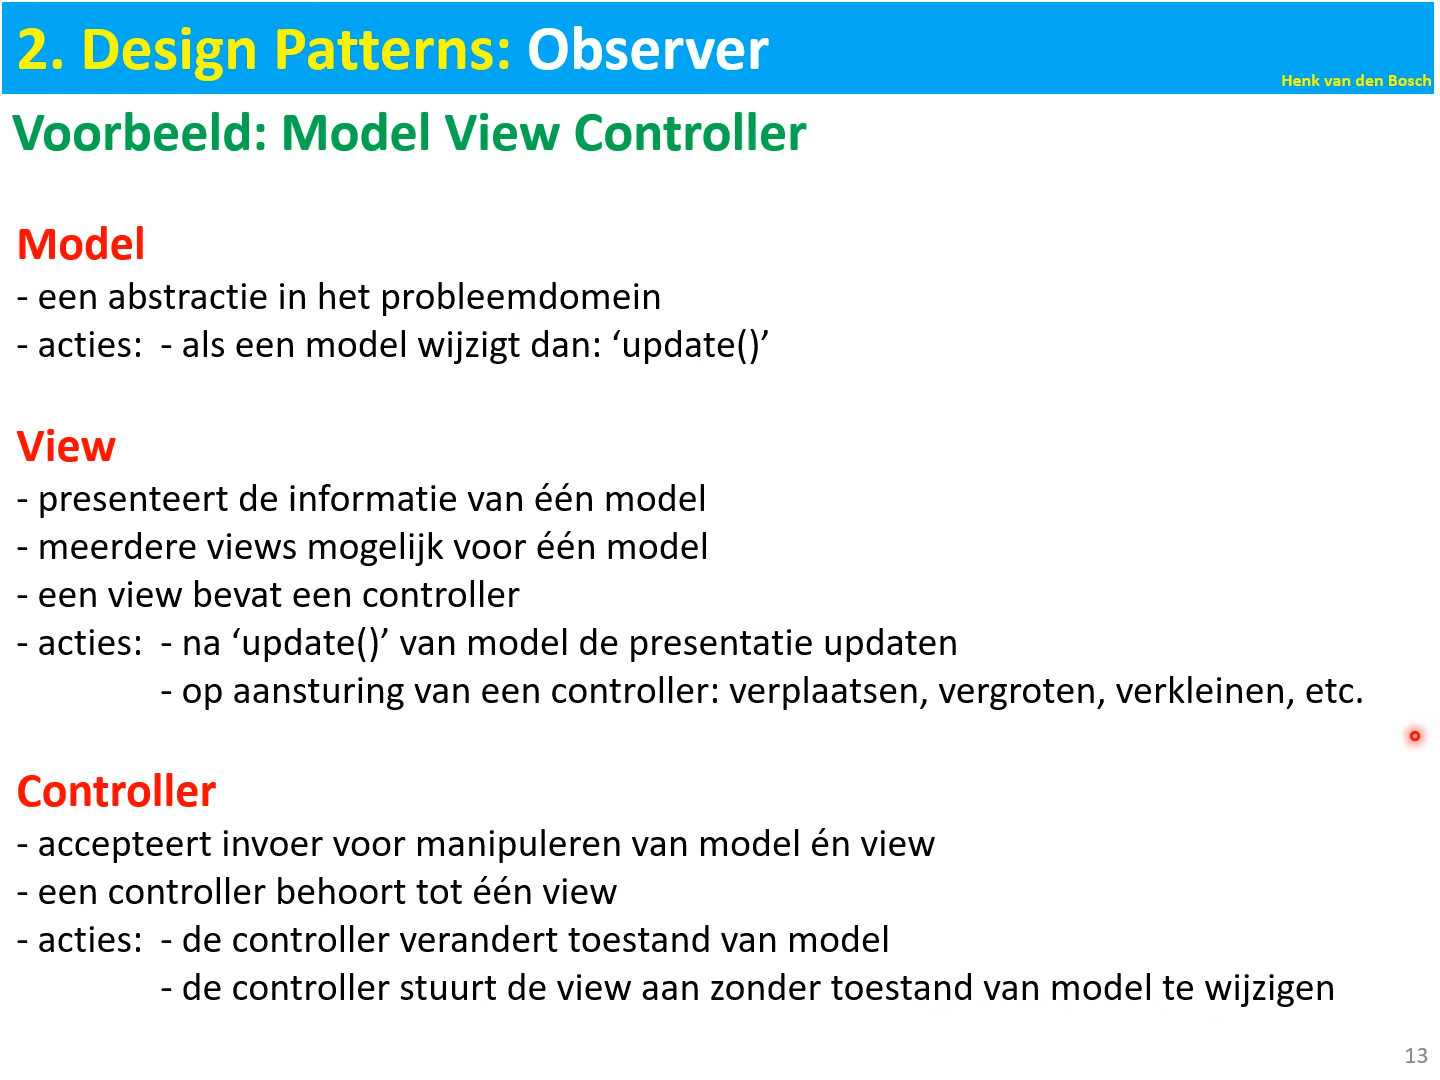 2. Design Patterns: Observer
Henk van den Bosch
Voorbeeld: Model View Controller
Model
- een abstractie in het probleemdomein
- acties:  - als een model wijzigt dan: ‘update()’
View
- presenteert de informatie van één model
- meerdere views mogelijk voor één model
- een view bevat een controller
- acties:  - na ‘update()’ van model de presentatie updaten
- op aansturing van een controller: verplaatsen, vergroten, verkleinen, etc.
Controller
- accepteert invoer voor manipuleren van model én view
- een controller behoort tot één view
- acties:  - de controller verandert toestand van model
- de controller stuurt de view aan zonder toestand van model te wijzigen
13